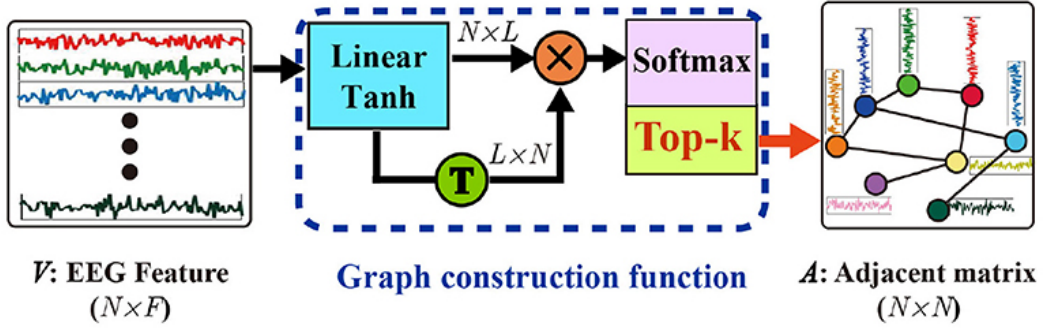 Linear
Tanh
N×L
×
Softmax
Top-k
T
L×N
V: EEG Feature
(N×F)
Graph construction function
A: Adjacent matrix
(N×N)